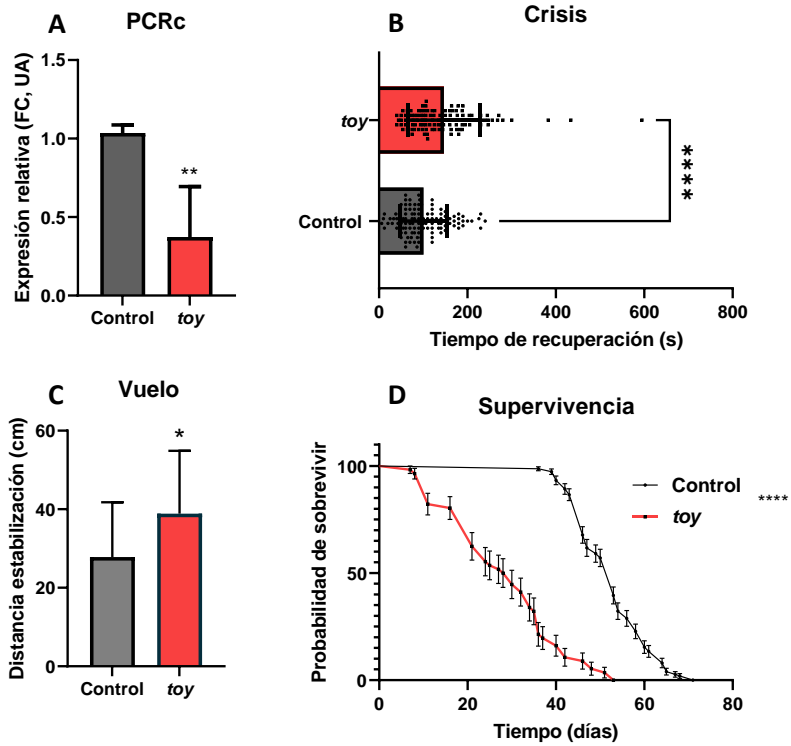 A
PCRc
Expresión relativa (FC, UA)
1.5
1.0
0.5
0.0
**
Control
toy
B
Crisis
toy
Control
****
0
200
400
600
800
Tiempo de recuperación (s)
C
Vuelo
Distancia estabilización (cm)
60
40
20
0
*
Control
toy
D
Supervivencia
Probabilidad de sobrevivir
100
50
0
Control
toy
****
0
20
40
60
80
Tiempo (días)